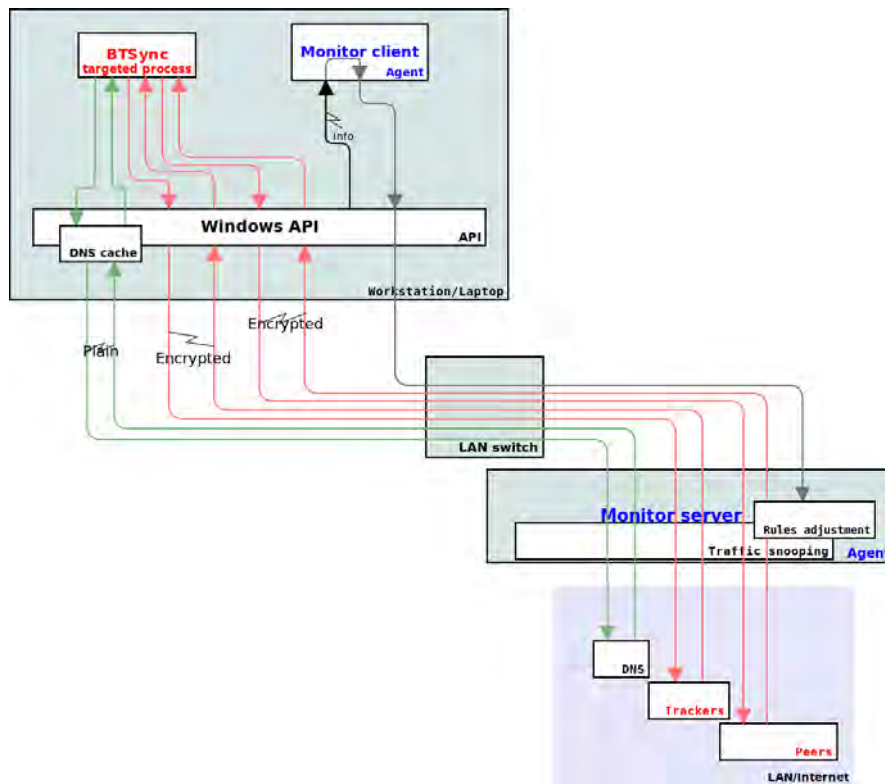 BTSync
targeted process
Monitor client
Agent
info
Windows API
API
DNS cache
Workstation/Laptop
Encrypted
Plain
Encrypted
LAN switch
Monitor server
Rules adjustment
Traffic snooping
Agent
DNS
Trackers
Peers
LAN/Internet